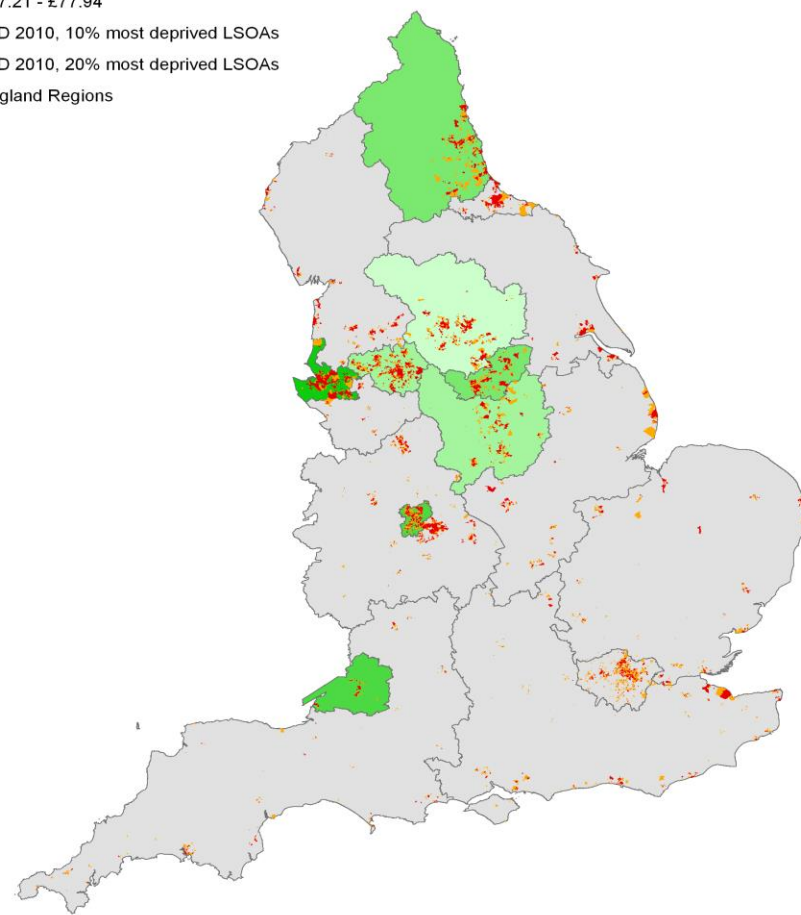 7.21 - £77.94
D 2010, 10% most deprived LSOAs
D 2010, 20% most deprived LSOAs
gland Regions